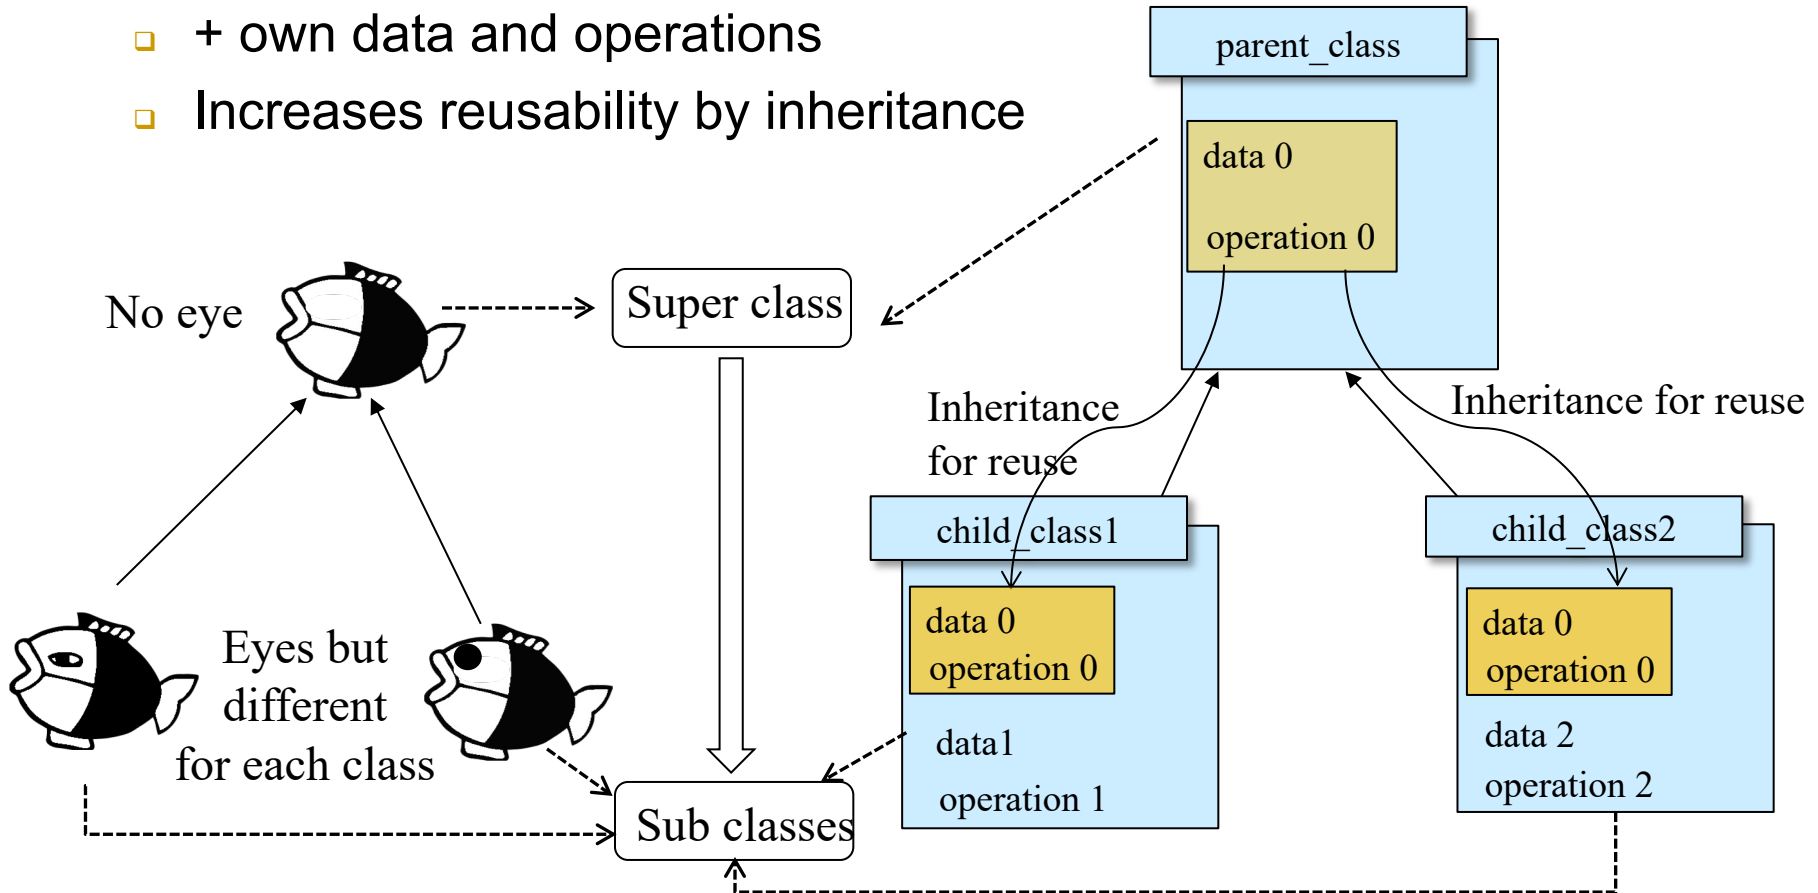 + own data and operations
Increases reusability by inheritance
parent_class
data 0
operation 0
No eye
Super class
Inheritance
for reuse
Inheritance for reuse
child_class1
data 0
operation 0
data1
operation 1
child_class2
data 0
operation 0
data 2
operation 2
Eyes but
different
for each class
Sub classes